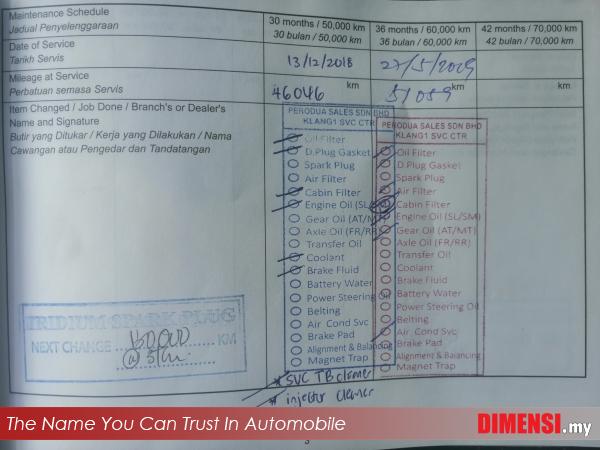 Maintenance Schedule
Jadual Penyelenggaraan
30 months / 50,000 km
30 bulan / 50,000 km
36 months / 60,000 km
36 bulan / 60,000 km
42 months / 70,000 km
42 bulan / 70,000 km
Date of Service
Tarikh Servis
13/12/2018
27/5/2019
Mileage at Service
Perbatuan semasa Servis
46046 km
51059 km
km
Item Changed / Job Done / Branch's or Dealer's
Name and Signature
Butir yang Ditukar / Kerja yang Dilakukan / Nama
Cawangan atau Pengedar dan Tandatangan
PERODUA SALES SDN BHD
KLANG1 SVC CTR
Oil Filter
D.Plug Gasket
Spark Plug
Air Filter
Cabin Filter
Engine Oil (SL/SM)
Gear Oil (AT/MT)
Axle Oil (FR/RR)
Transfer Oil
Coolant
Brake Fluid
Battery Water
Power Steering Oil
Belting
Air Cond Svc
Brake Pad
Alignment & Balancing
Magnet Trap
* SVC TB cleaner
* injector cleaner
PERODUA SALES SDN BHD
KLANG1 SVC CTR
Oil Filter
D.Plug Gasket
Spark Plug
Air Filter
Cabin Filter
Engine Oil (SL/SM)
Gear Oil (AT/MT)
Axle Oil (FR/RR)
Transfer Oil
Coolant
Brake Fluid
Battery Water
Power Steering Oil
Belting
Air Cond Svc
Brake Pad
Alignment & Balancing
Magnet Trap
IRIDIUM SPARK PLUG
NEXT CHANGE KM
The Name You Can Trust In Automobile
DIMENSI.my